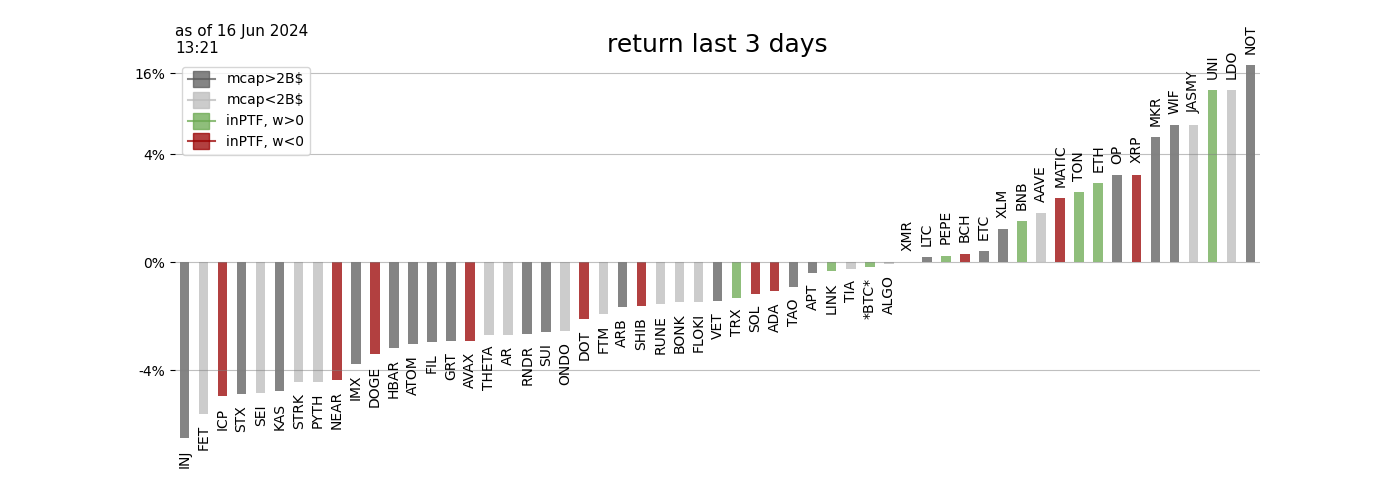 as of 16 Jun 2024
13:21
return last 3 days
mcap>2B$
mcap<2B$
inPTF, w>0
inPTF, w<0
16%
4%
0%
-4%
INJ
FET
ICP
STX
SEI
KAS
STRK
PYTH
NEAR
IMX
DOGE
HBAR
ATOM
FIL
GRT
AVAX
THETA
AR
RNDR
SUI
ONDO
DOT
FTM
ARB
SHIB
RUNE
BONK
FLOKI
VET
TRX
SOL
ADA
TAO
APT
LINK
TIA
*BTC*
ALGO
XMR
LTC
PEPE
BCH
ETC
XLM
BNB
AAVE
MATIC
TON
ETH
OP
XRP
MKR
WIF
JASMY
UNI
LDO
NOT